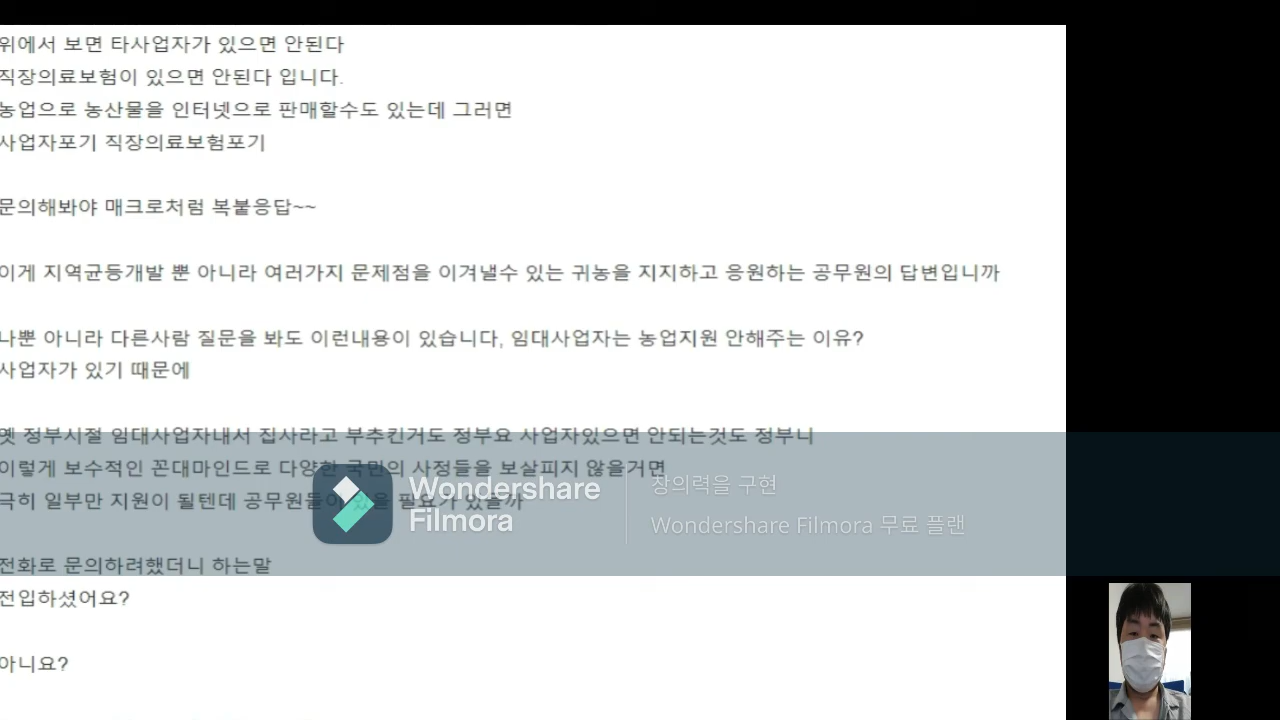 위에서 보면 타사업자가 있으면 안된다
직장의료보험이 있으면 안된다 입니다.
농업으로 농산물을 인터넷으로 판매할수도 있는데 그러면
사업자포기 직장의료보험포기
문의해봐야 매크로처럼 복붙응답~~
이게 지역균등개발 뿐 아니라 여러가지 문제점을 이겨낼수 있는 귀농을 지지하고 응원하는 공무원의 답변입니까
나뿐 아니라 다른사람 질문을 봐도 이런내용이 있습니다, 임대사업자는 농업지원 안해주는 이유?
사업자가 있기 때문에
옛 정부시절 임대사업자내서 집사라고 부추킨거도 정부요 사업자있으면 안되는것도 정부니
이렇게 보수적인 꼰대마인드로 다양한 국민의 사정들을 보살피지 않을거면
극히 일부만 지원이 될텐데 공무원들이 있을 필요가 있을까
Wondershare
Filmora
창의력을 구현
Wondershare Filmora 무료 플랜
전화로 문의하려했더니 하는말
전입하셨어요?
아니요?